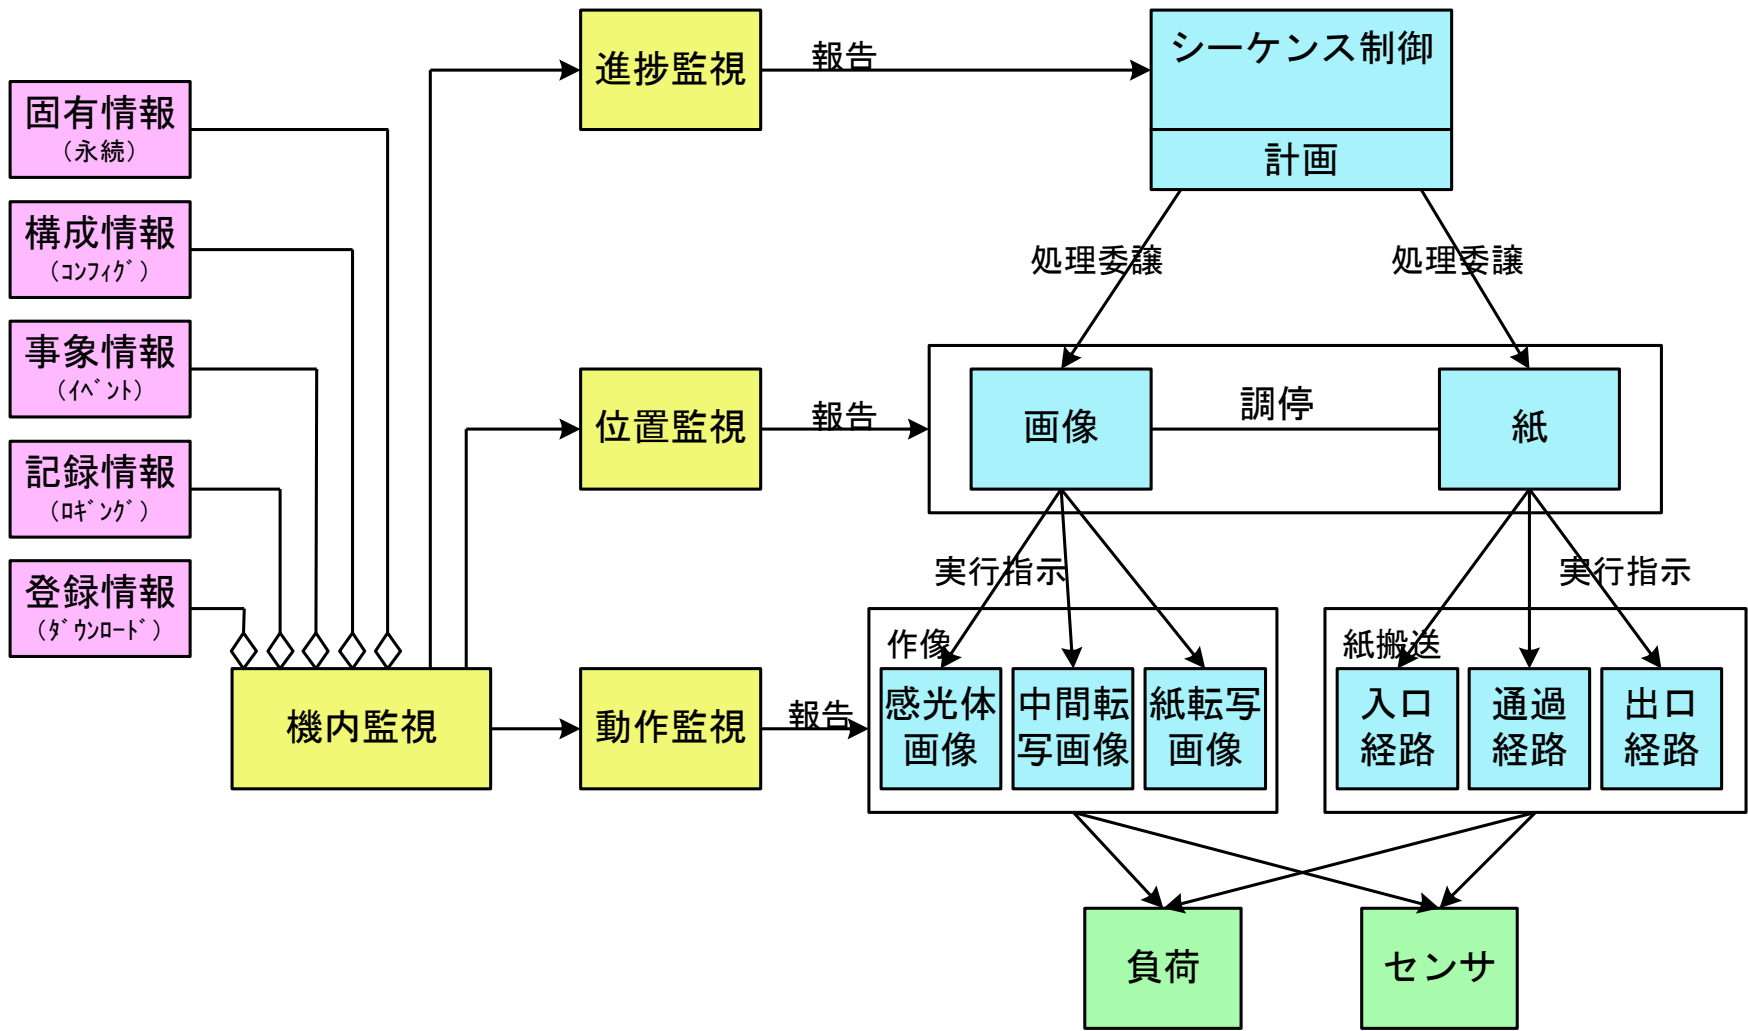 進捗監視
報告
シーケンス制御
計画
固有情報
（永続）
構成情報
（ｺﾝﾌｨｸﾞ）
事象情報
（ｲﾍﾞﾝﾄ）
記録情報
（ﾛｷﾞﾝｸﾞ）
登録情報
（ﾀﾞｳﾝﾛｰﾄﾞ）
処理委譲
処理委譲
位置監視
報告
画像
調停
紙
実行指示
実行指示
機内監視
動作監視
報告
作像
感光体
画像
中間転
写画像
紙転写
画像
紙搬送
入口
経路
通過
経路
出口
経路
負荷
センサ